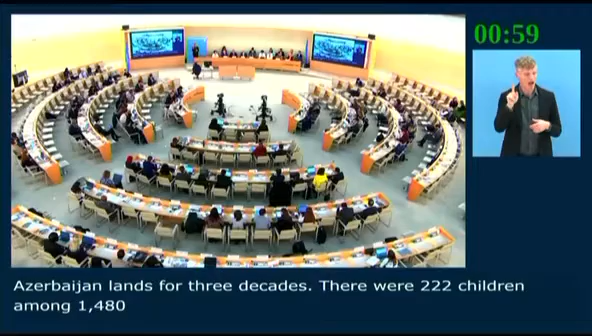 00:59
Azerbaijan lands for three decades. There were 222 children
among 1,480